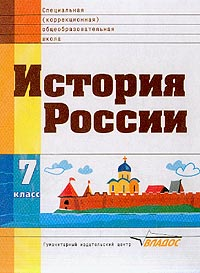 Специальная
(коррекционная)
общеобразовательная
школа
История
России
7
класс
Гуманитарный издательский центр
ВЛАДОС